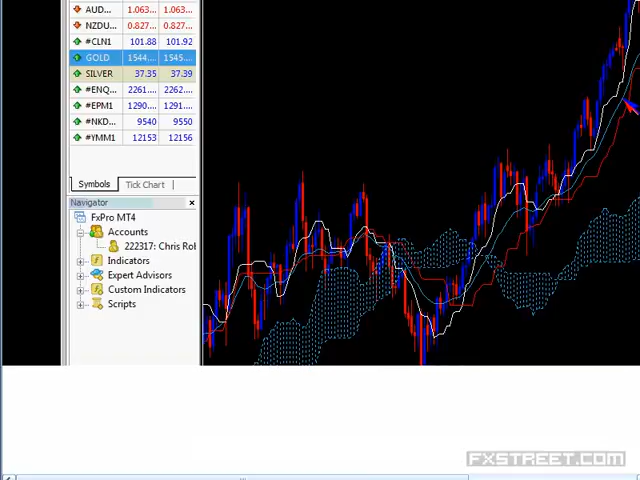 AUD... 1.063... 1.063...
NZDU... 0.827... 0.827...
#CLN1 101.88 101.92
GOLD 1544.... 1545....
SILVER 37.35 37.39
#ENQ... 2261.... 2262....
#EPM1 1290.... 1291....
#NKD... 9540 9550
#YMM1 12153 12156
Symbols Tick Chart
Navigator
FxPro MT4
Accounts
222317: Chris Rol
Indicators
Expert Advisors
Custom Indicators
Scripts
FXSTREET.COM